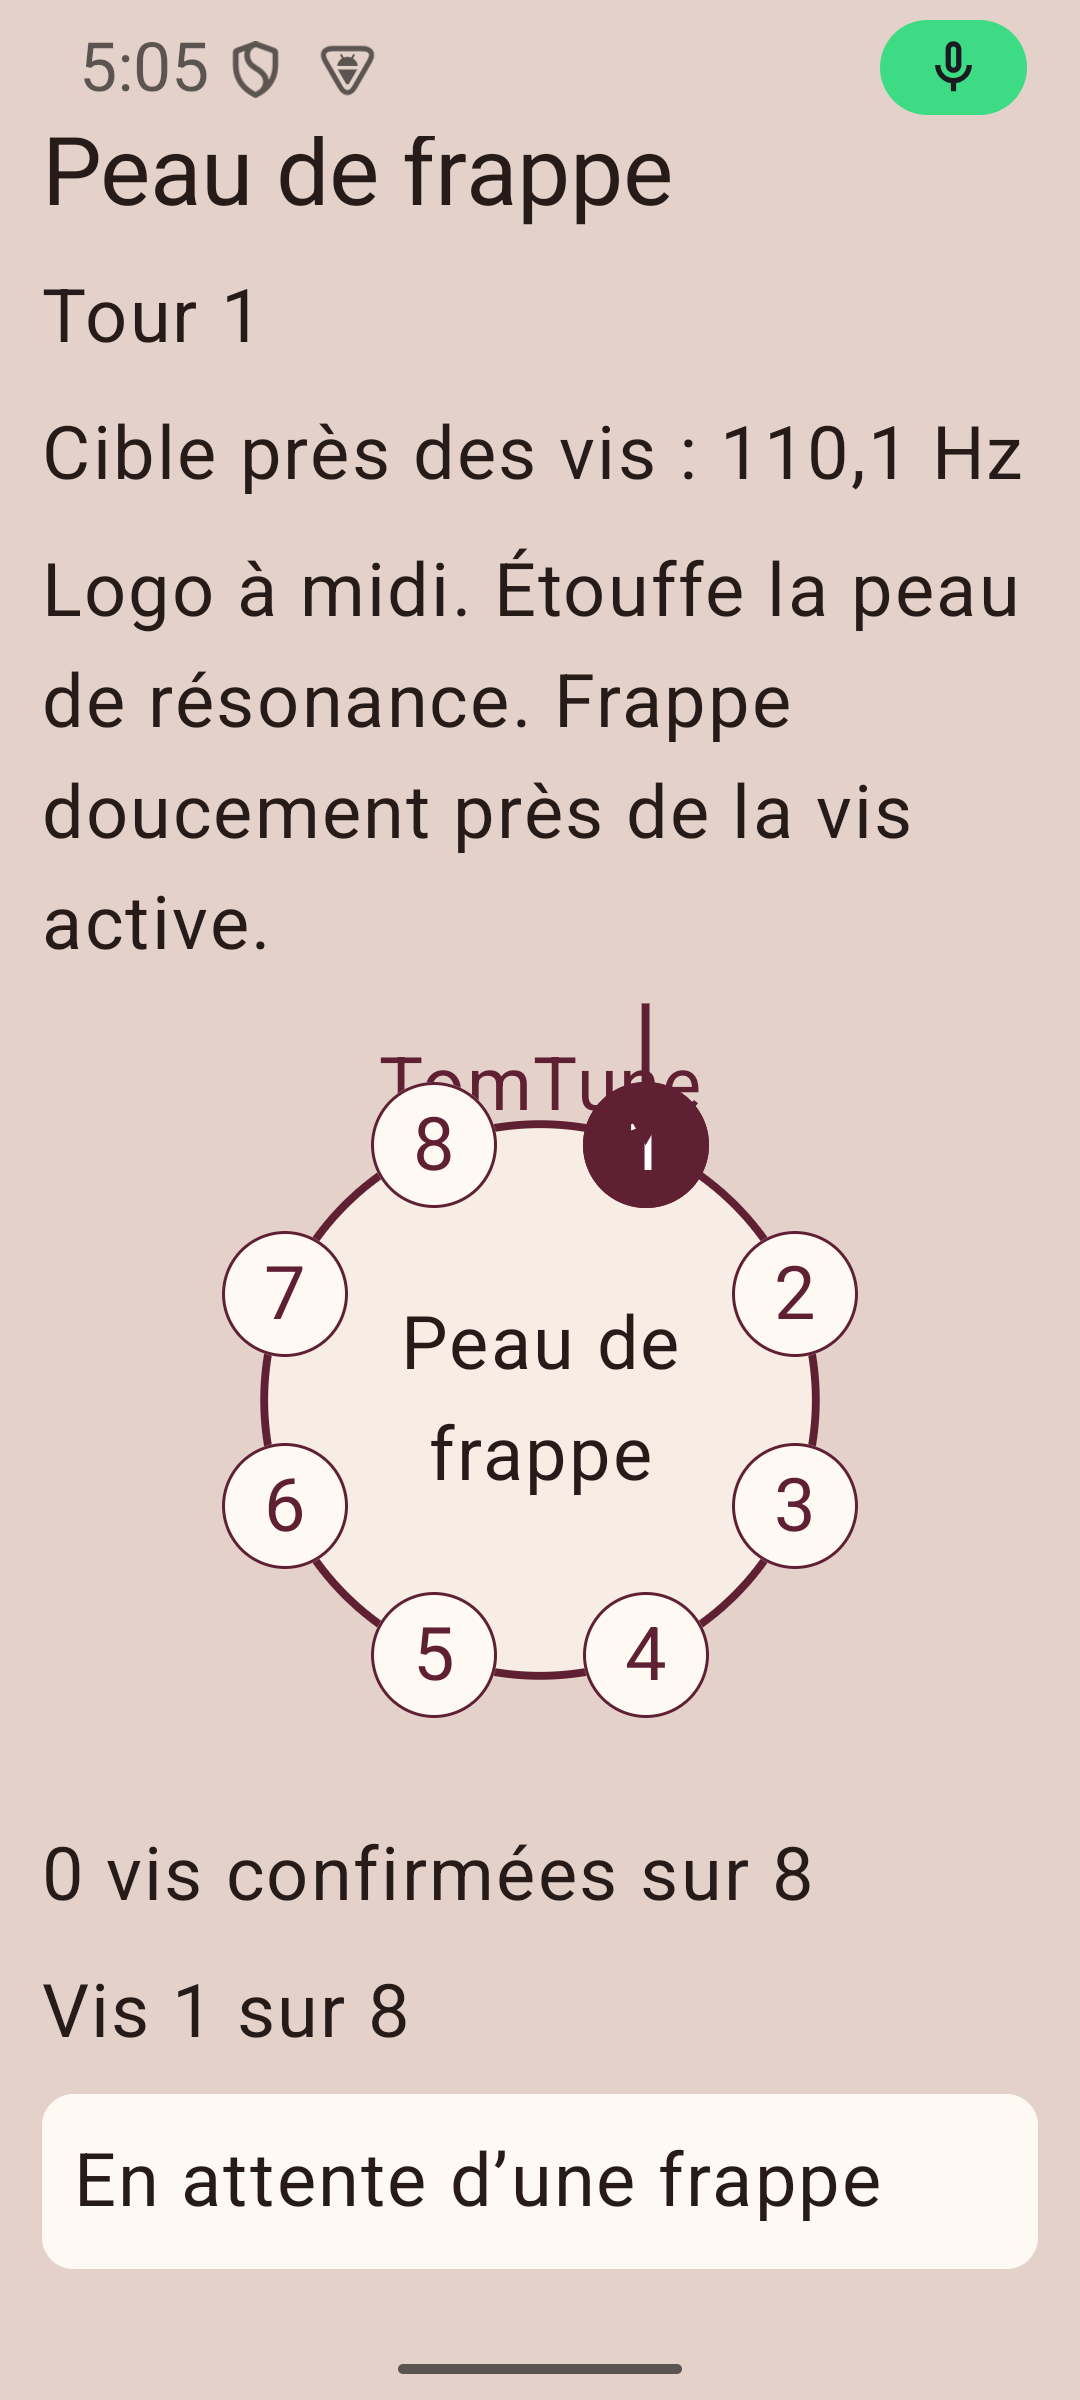 5:05
Peau de frappe
Tour 1
Cible près des vis : 110,1 Hz
Logo à midi. Étouffe la peau
de résonance. Frappe
doucement près de la vis
active.
TomTune
8
1
7
2
Peau de
frappe
6
3
5
4
0 vis confirmées sur 8
Vis 1 sur 8
En attente d’une frappe